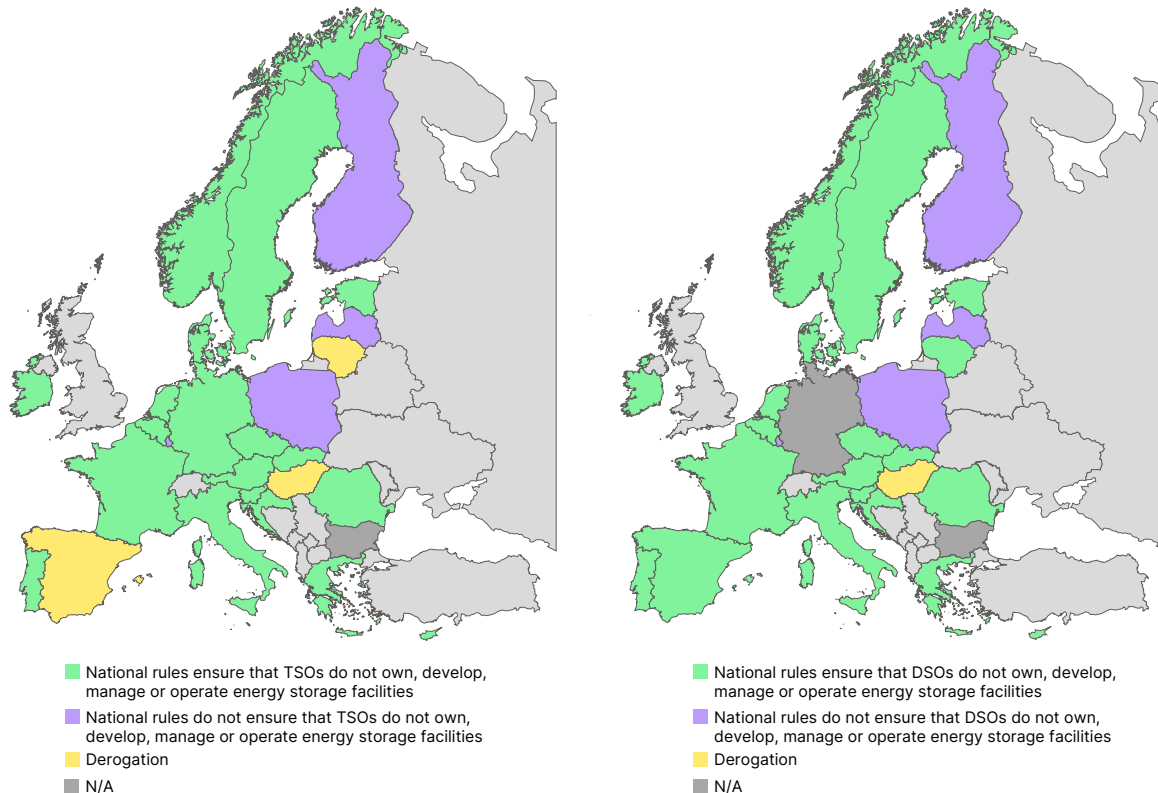 National rules ensure that TSOs do not own, develop,
manage or operate energy storage facilities
National rules do not ensure that TSOs do not own,
develop, manage or operate energy storage facilities
Derogation
N/A
National rules ensure that DSOs do not own, develop,
manage or operate energy storage facilities
National rules do not ensure that DSOs do not own,
develop, manage or operate energy storage facilities
Derogation
N/A